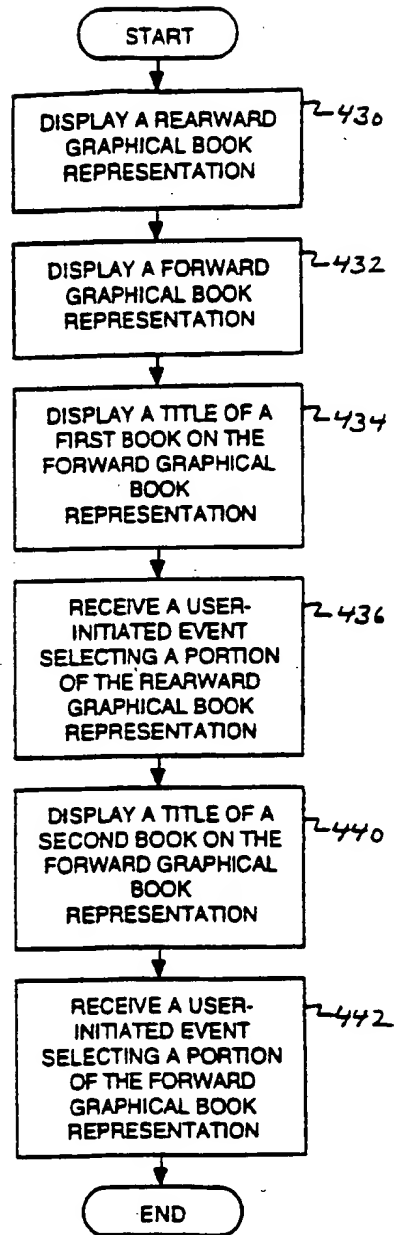 START
DISPLAY A REARWARD
GRAPHICAL BOOK
REPRESENTATION
430
DISPLAY A FORWARD
GRAPHICAL BOOK
REPRESENTATION
432
DISPLAY A TITLE OF A
FIRST BOOK ON THE
FORWARD GRAPHICAL
BOOK
REPRESENTATION
434
RECEIVE A USER-
INITIATED EVENT
SELECTING A PORTION
OF THE REARWARD
GRAPHICAL BOOK
REPRESENTATION
436
DISPLAY A TITLE OF A
SECOND BOOK ON THE
FORWARD GRAPHICAL
BOOK
REPRESENTATION
440
RECEIVE A USER-
INITIATED EVENT
SELECTING A PORTION
OF THE FORWARD
GRAPHICAL BOOK
REPRESENTATION
442
END